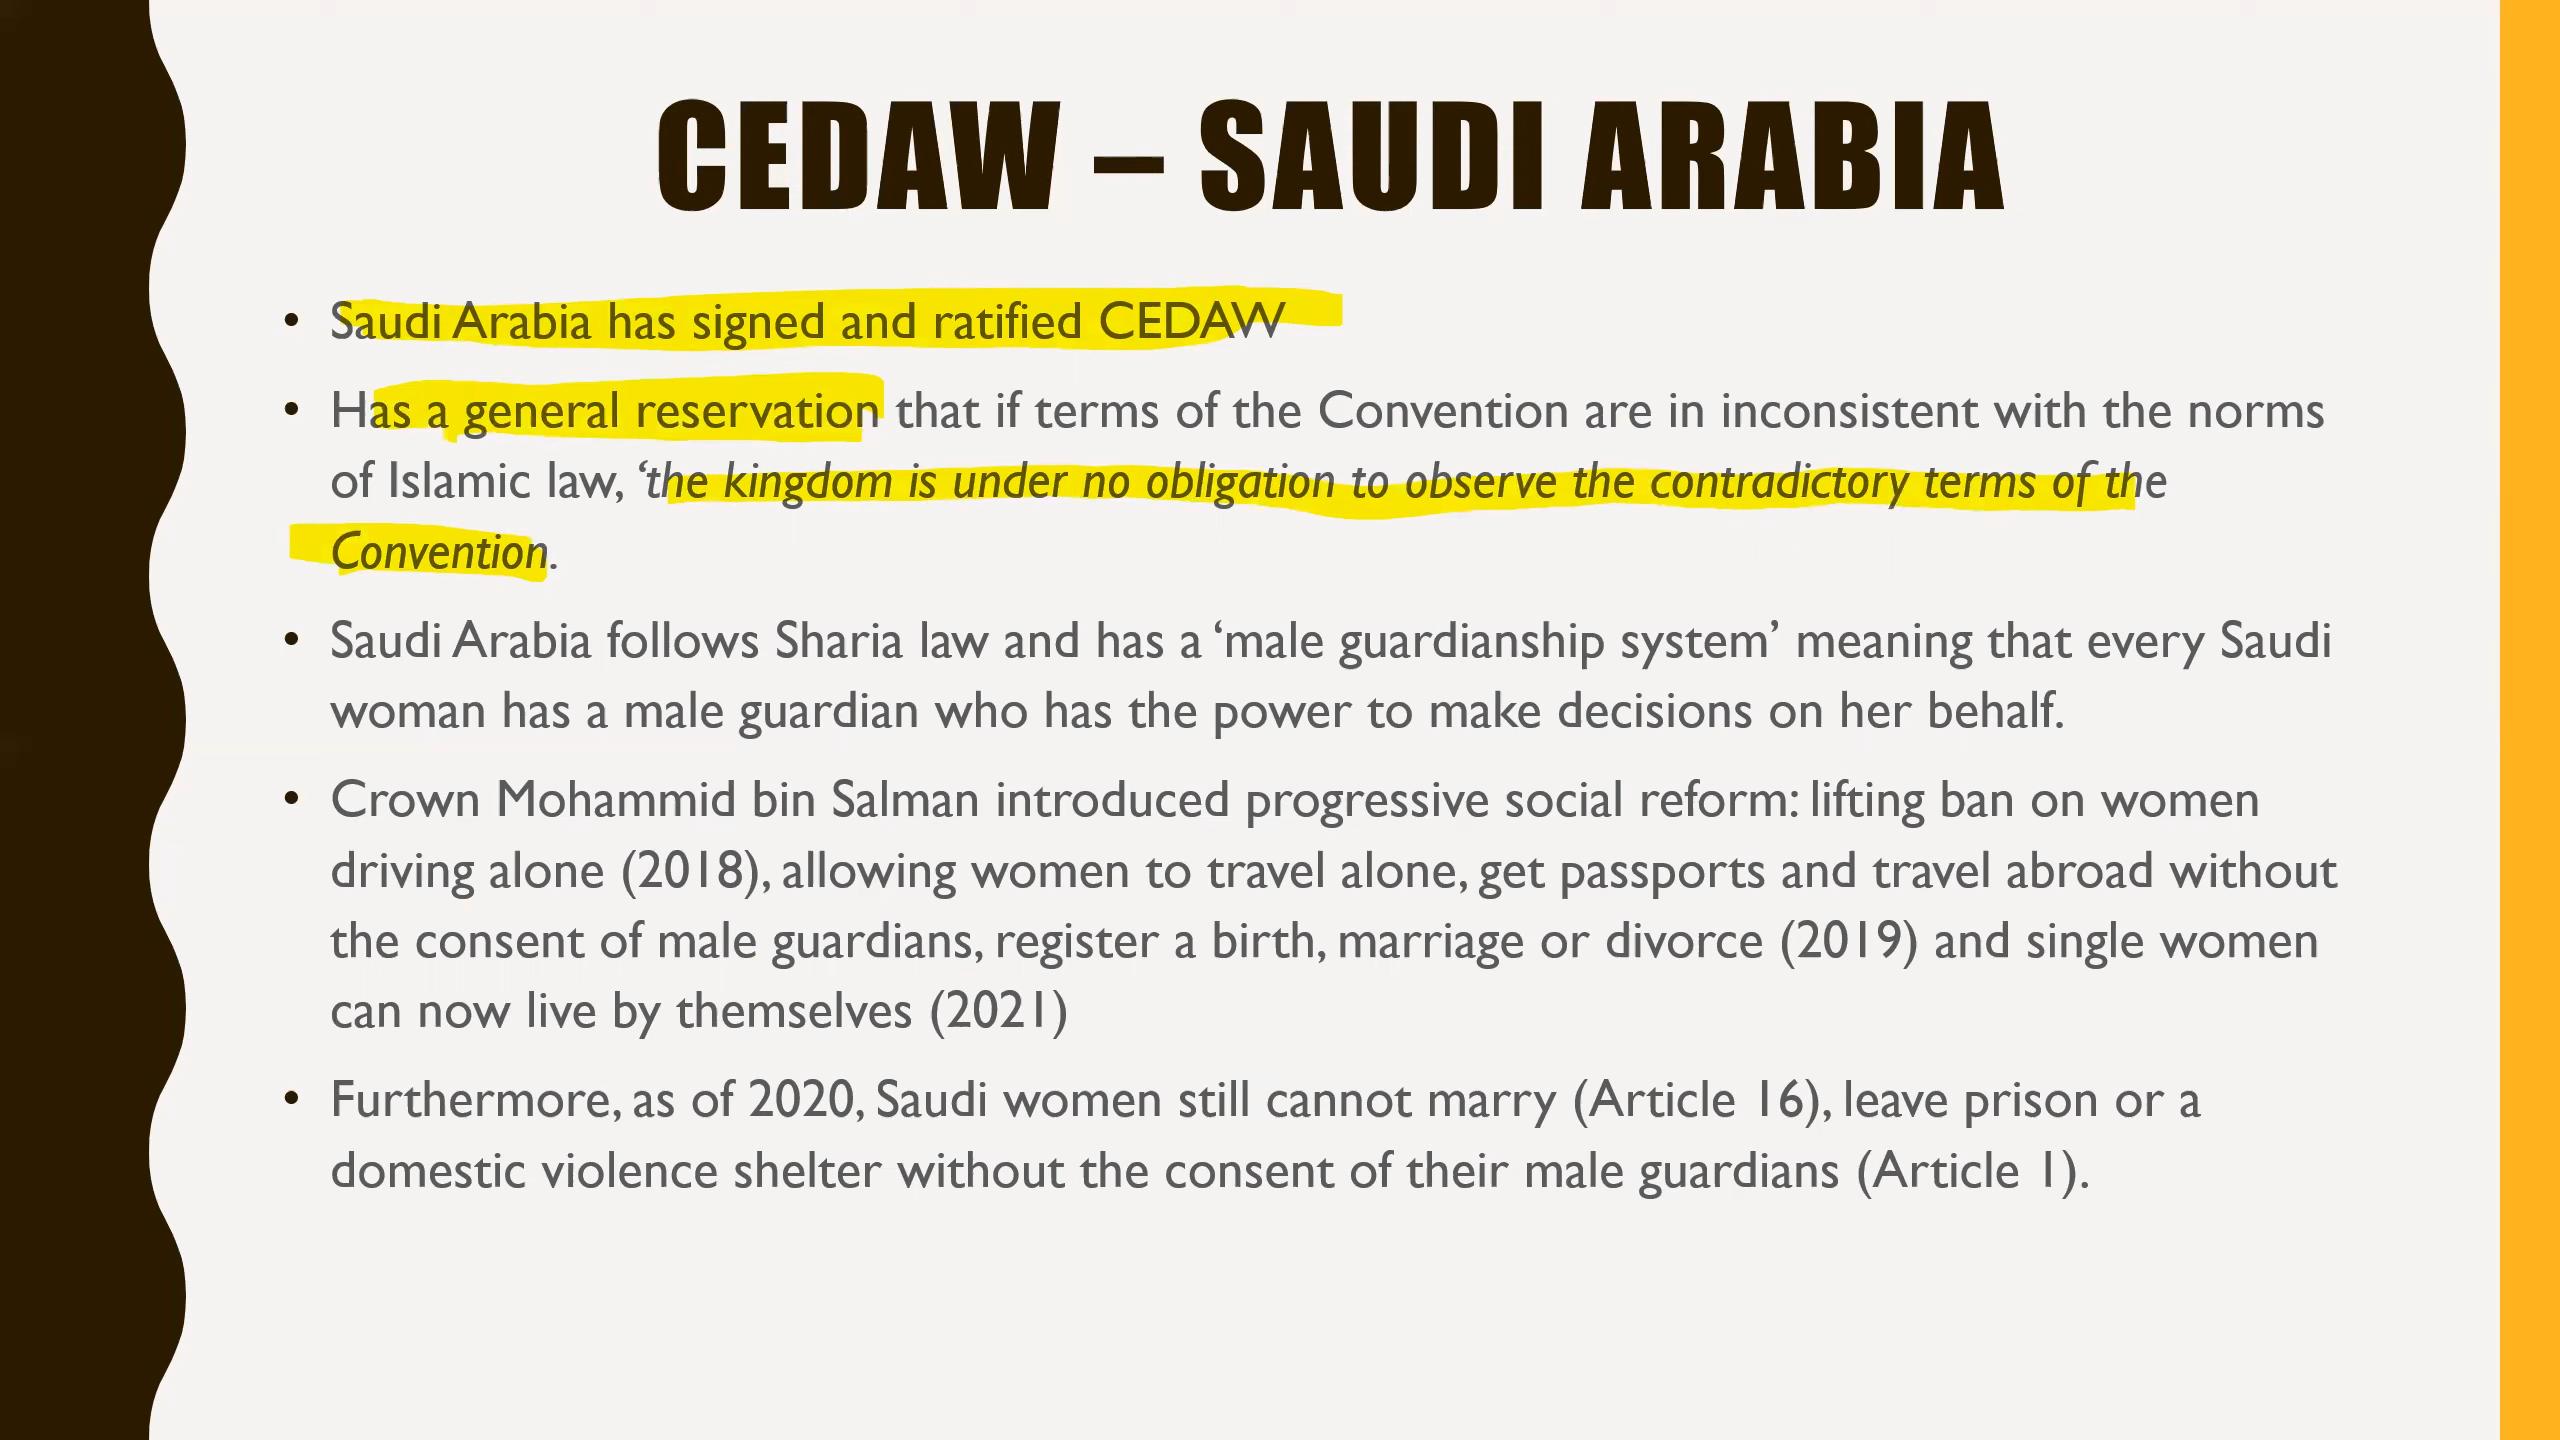 CEDAW – SAUDI ARABIA
• Saudi Arabia has signed and ratified CEDAW
• Has a general reservation that if terms of the Convention are in inconsistent with the norms
of Islamic law, ‘the kingdom is under no obligation to observe the contradictory terms of the
Convention.
• Saudi Arabia follows Sharia law and has a ‘male guardianship system’ meaning that every Saudi
woman has a male guardian who has the power to make decisions on her behalf.
• Crown Mohammid bin Salman introduced progressive social reform: lifting ban on women
driving alone (2018), allowing women to travel alone, get passports and travel abroad without
the consent of male guardians, register a birth, marriage or divorce (2019) and single women
can now live by themselves (2021)
• Furthermore, as of 2020, Saudi women still cannot marry (Article 16), leave prison or a
domestic violence shelter without the consent of their male guardians (Article 1).